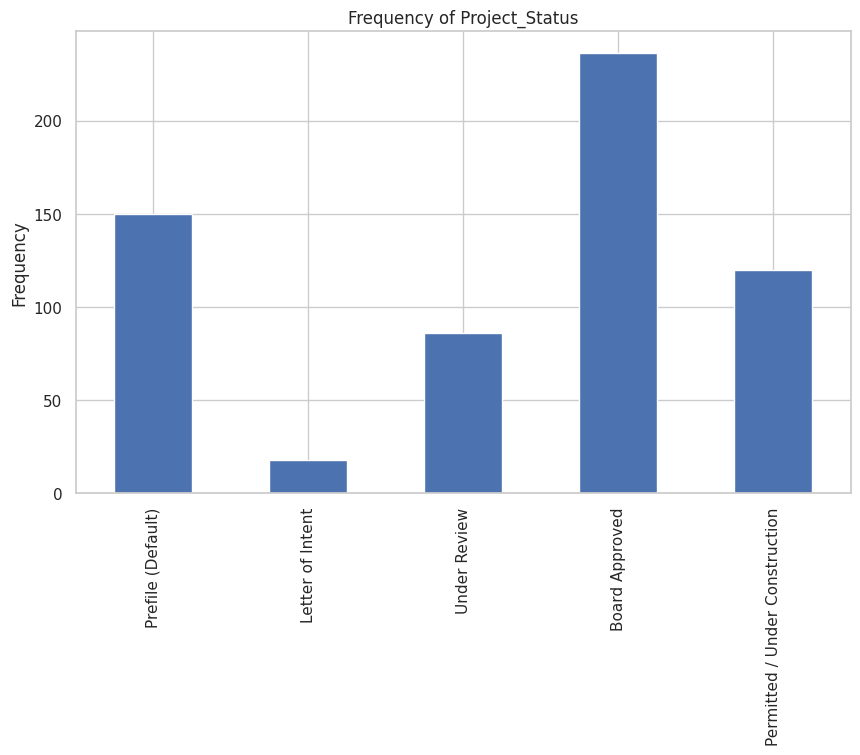 Frequency of Project_Status
Frequency
200
150
100
50
0
Prefile (Default)
Letter of Intent
Under Review
Board Approved
Permitted / Under Construction